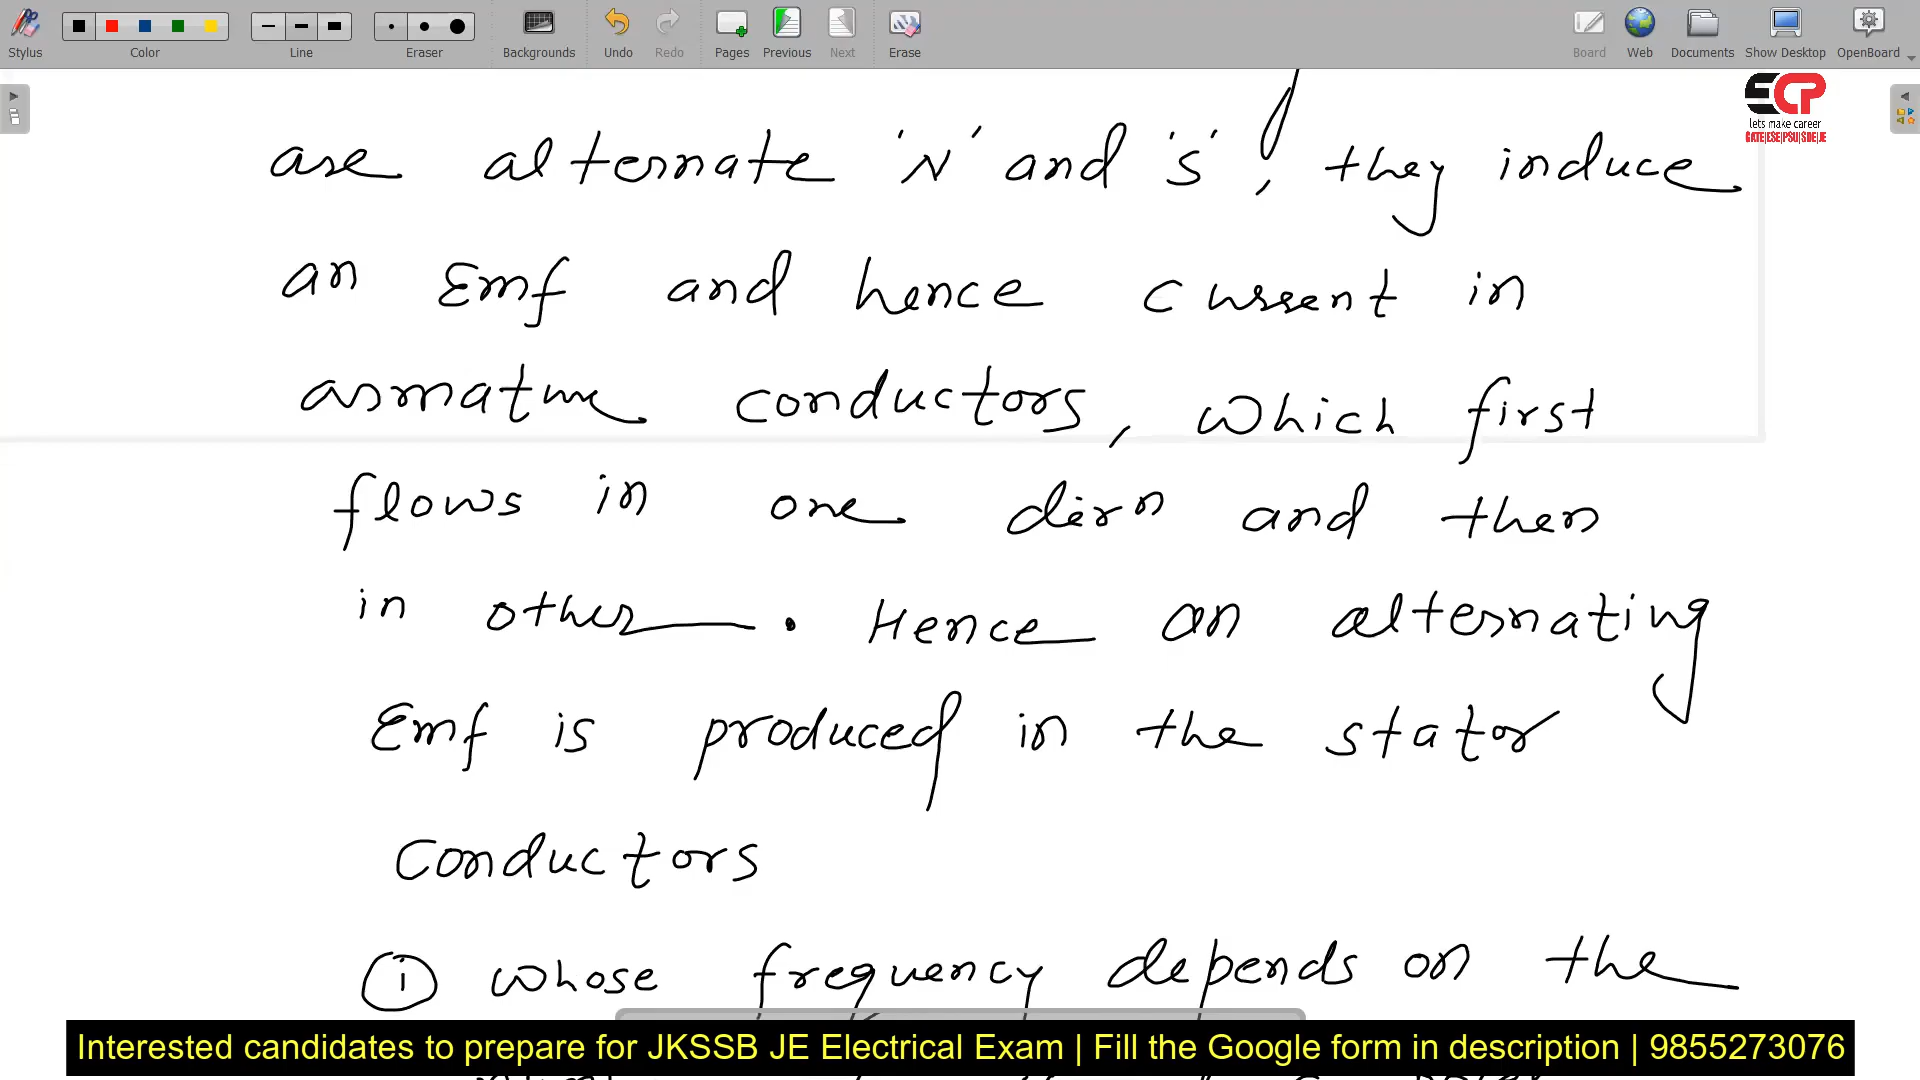 Stylus Color Line Eraser Backgrounds Undo Redo Pages Previous Next Erase Board Web Documents Show Desktop OpenBoard
ECP
lets make career
GATE|ESE|PSU|SDE|JE
are alternate 'N' and 's', they induce
an Emf and hence current in
armature conductors, which first
flows in one dirn and then
in other. Hence an alternating
Emf is produced in the stator
conductors
(i) whose frequency depends on the
Interested candidates to prepare for JKSSB JE Electrical Exam | Fill the Google form in description | 9855273076